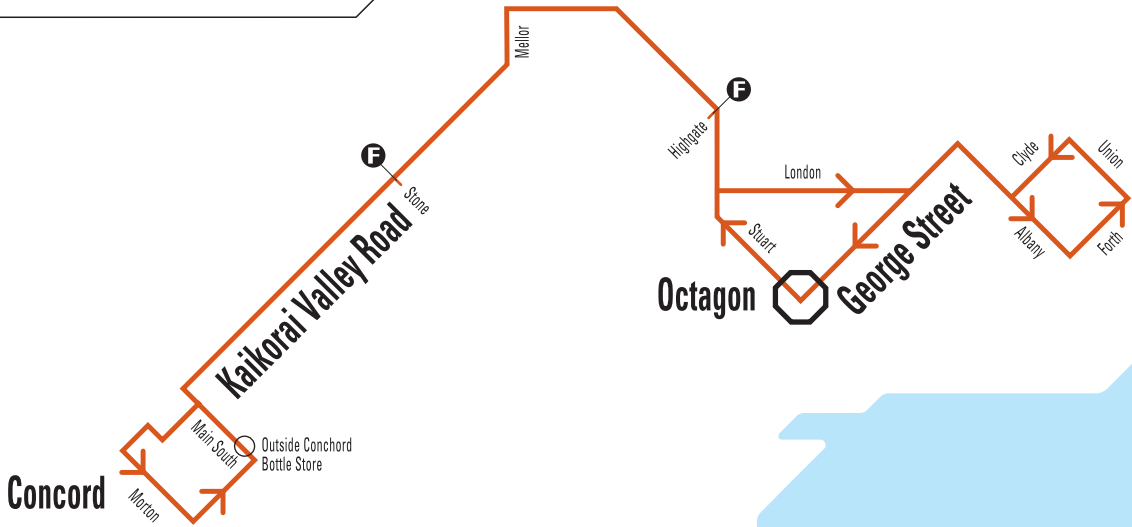 Mellor
F
Highgate
F
Stone
London
Clyde
Union
Stuart
Albany
Forth
Kaikorai Valley Road
George Street
Octagon
Main South
Outside Conchord
Bottle Store
Concord
Morton